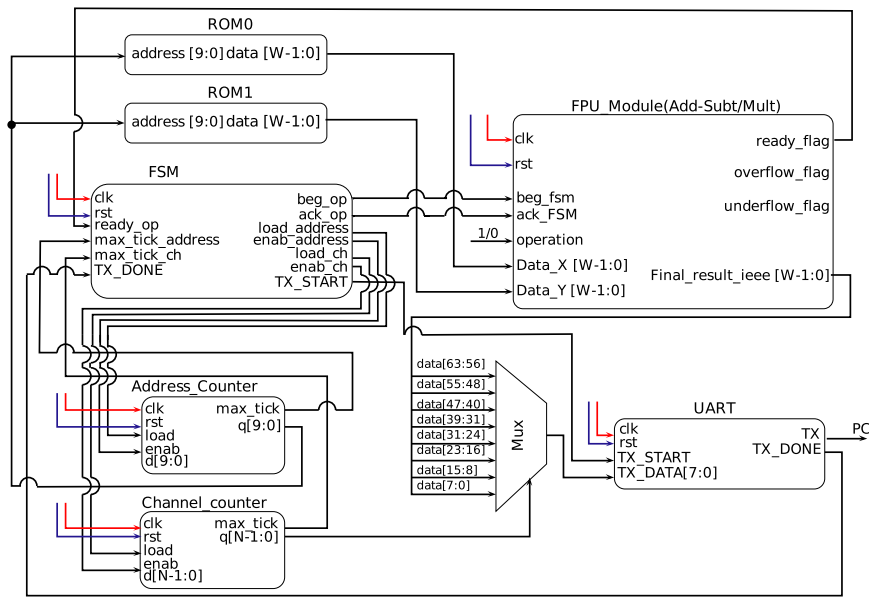 ROM0
address [9:0] data [W-1:0]
ROM1
address [9:0] data [W-1:0]
FSM
clk
rst
ready_op
max_tick_address
max_tick_ch
TX_DONE
beg_op
ack_op
load_address
enab_address
load_ch
enab_ch
TX_START
FPU_Module(Add-Subt/Mult)
clk
rst
beg_fsm
ack_FSM
1/0
operation
Data_X [W-1:0]
Data_Y [W-1:0]
ready_flag
overflow_flag
underflow_flag
Final_result_ieee [W-1:0]
Address_Counter
clk
rst
load
enab
d[9:0]
max_tick
q[9:0]
Channel_counter
clk
rst
load
enab
d[N-1:0]
max_tick
q[N-1:0]
data[63:56]
data[55:48]
data[47:40]
data[39:31]
data[31:24]
data[23:16]
data[15:8]
data[7:0]
Mux
UART
clk
rst
TX_START
TX_DATA[7:0]
TX
TX_DONE
PC